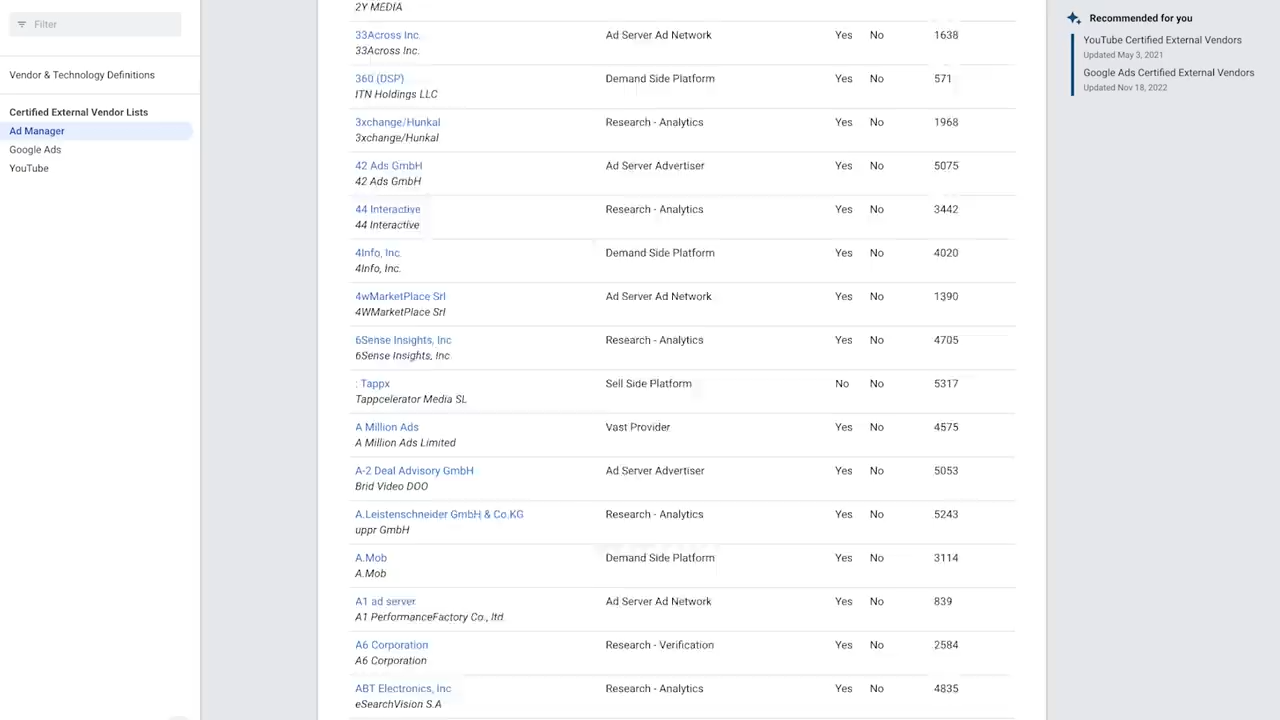 Filter
Vendor & Technology Definitions
Certified External Vendor Lists
Ad Manager
Google Ads
YouTube
2Y MEDIA
33Across Inc. Ad Server Ad Network Yes No 1638
33Across Inc.
360 (DSP) Demand Side Platform Yes No 571
ITN Holdings LLC
3xchange/Hunkal Research - Analytics Yes No 1968
3xchange/Hunkal
42 Ads GmbH Ad Server Advertiser Yes No 5075
42 Ads GmbH
44 Interactive Research - Analytics Yes No 3442
44 Interactive
4Info, Inc. Demand Side Platform Yes No 4020
4Info, Inc.
4wMarketPlace Srl Ad Server Ad Network Yes No 1390
4WMarketPlace Srl
6Sense Insights, Inc Research - Analytics Yes No 4705
6Sense Insights, Inc
: Tappx Sell Side Platform No No 5317
Tappcelerator Media SL
A Million Ads Vast Provider Yes No 4575
A Million Ads Limited
A-2 Deal Advisory GmbH Ad Server Advertiser Yes No 5053
Brid Video DOO
A.Leistenschneider GmbH & Co.KG Research - Analytics Yes No 5243
uppr GmbH
A.Mob Demand Side Platform Yes No 3114
A.Mob
A1 ad server Ad Server Ad Network Yes No 839
A1 PerformanceFactory Co., ltd.
A6 Corporation Research - Verification Yes No 2584
A6 Corporation
ABT Electronics, Inc Research - Analytics Yes No 4835
eSearchVision S.A
Recommended for you
YouTube Certified External Vendors
Updated May 3, 2021
Google Ads Certified External Vendors
Updated Nov 18, 2022